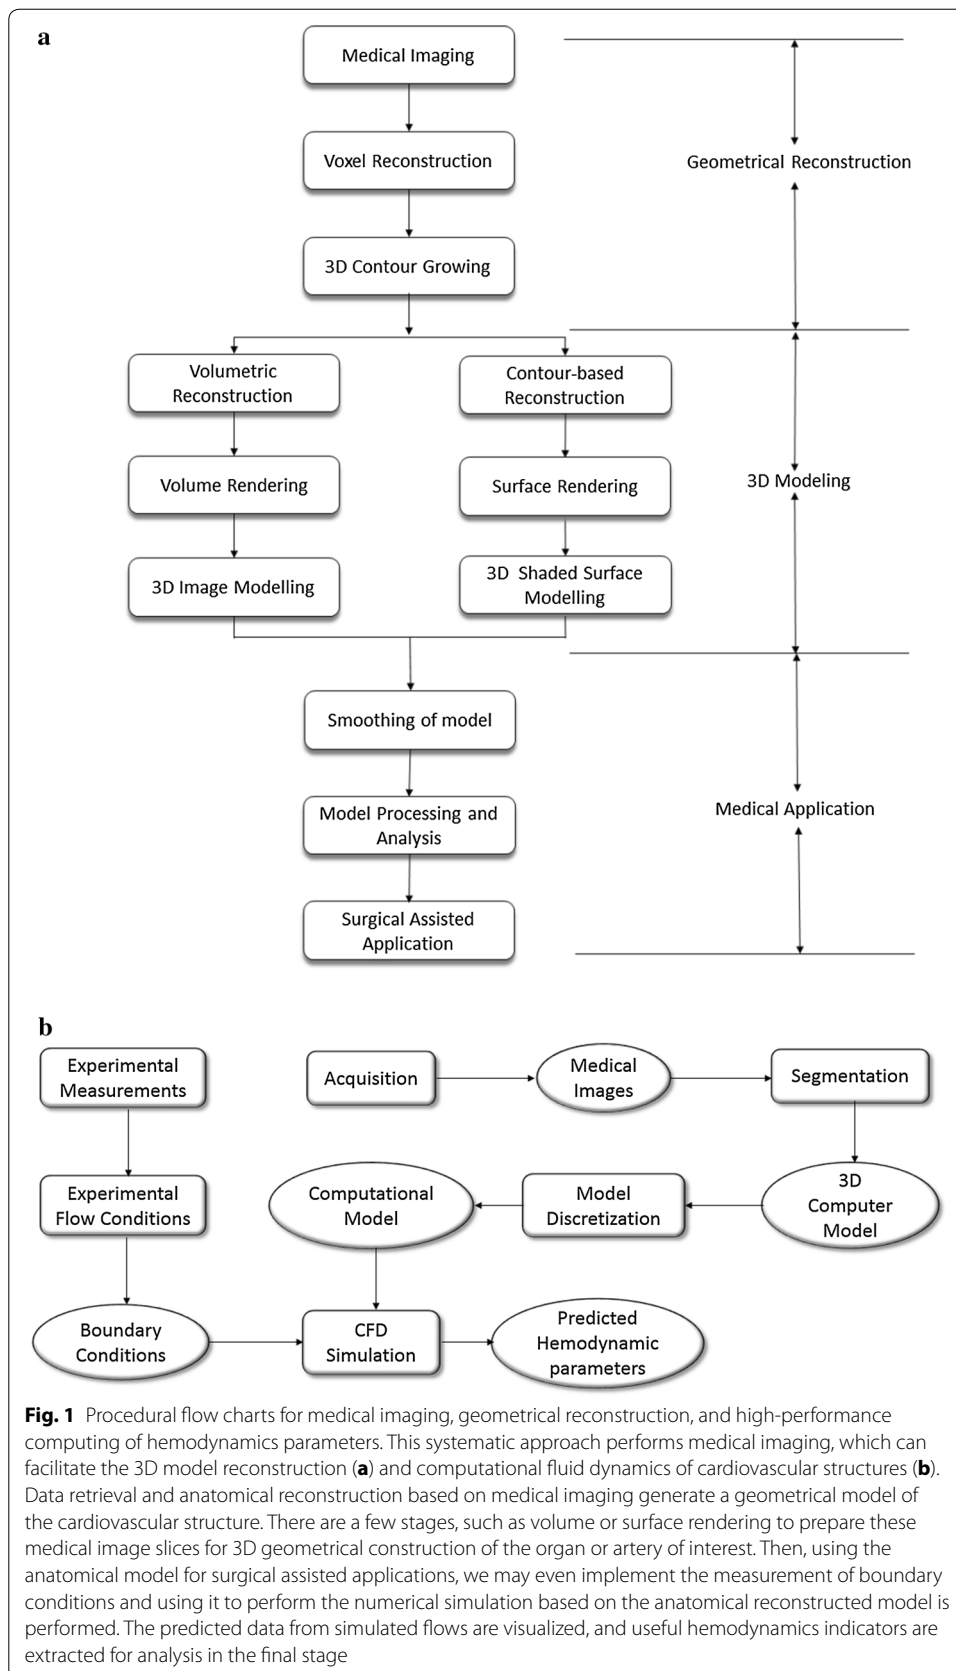 a
Medical Imaging
Voxel Reconstruction
Geometrical Reconstruction
3D Contour Growing
Volumetric
Reconstruction
Contour-based
Reconstruction
Volume Rendering
Surface Rendering
3D Modeling
3D Image Modelling
3D Shaded Surface
Modelling
Smoothing of model
Model Processing and
Analysis
Medical Application
Surgical Assisted
Application
b
Experimental
Measurements
Acquisition
Medical
Images
Segmentation
Experimental
Flow Conditions
Computational
Model
Model
Discretization
3D
Computer
Model
Boundary
Conditions
CFD
Simulation
Predicted
Hemodynamic
parameters
Fig. 1 Procedural flow charts for medical imaging, geometrical reconstruction, and high-performance
computing of hemodynamics parameters. This systematic approach performs medical imaging, which can
facilitate the 3D model reconstruction (a) and computational fluid dynamics of cardiovascular structures (b).
Data retrieval and anatomical reconstruction based on medical imaging generate a geometrical model of
the cardiovascular structure. There are a few stages, such as volume or surface rendering to prepare these
medical image slices for 3D geometrical construction of the organ or artery of interest. Then, using the
anatomical model for surgical assisted applications, we may even implement the measurement of boundary
conditions and using it to perform the numerical simulation based on the anatomical reconstructed model is
performed. The predicted data from simulated flows are visualized, and useful hemodynamics indicators are
extracted for analysis in the final stage